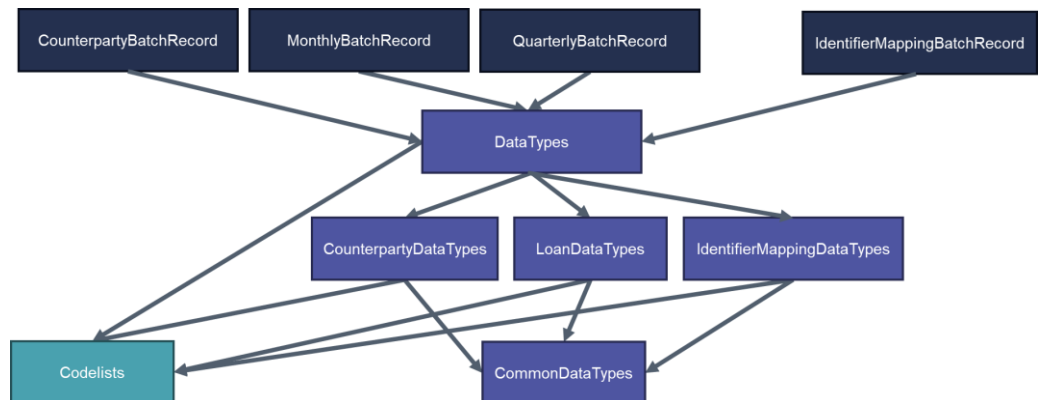 CounterpartyBatchRecord
MonthlyBatchRecord
QuarterlyBatchRecord
IdentifierMappingBatchRecord
DataTypes
CounterpartyDataTypes
LoanDataTypes
IdentifierMappingDataTypes
Codelists
CommonDataTypes